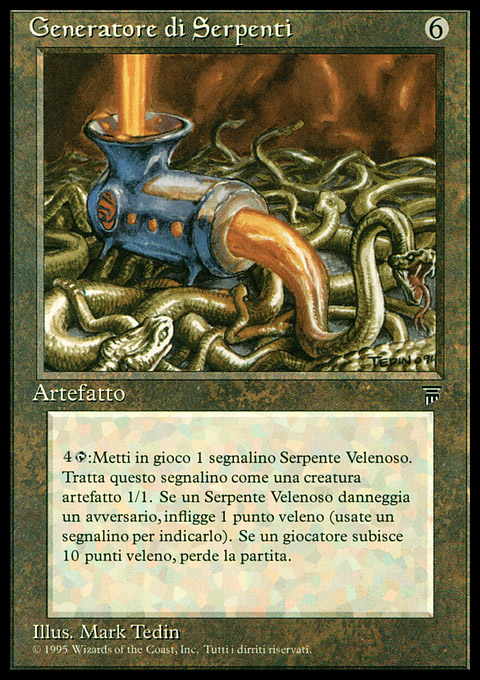 Generatore di Serpenti 6
TEDIN 94
Artefatto
4 :Metti in gioco 1 segnalino Serpente Velenoso.
Tratta questo segnalino come una creatura
artefatto 1/1. Se un Serpente Velenoso danneggia
un avversario, infligge 1 punto veleno (usate un
segnalino per indicarlo). Se un giocatore subisce
10 punti veleno, perde la partita.
Illus. Mark Tedin
© 1995 Wizards of the Coast, Inc. Tutti i dirriti riservati.